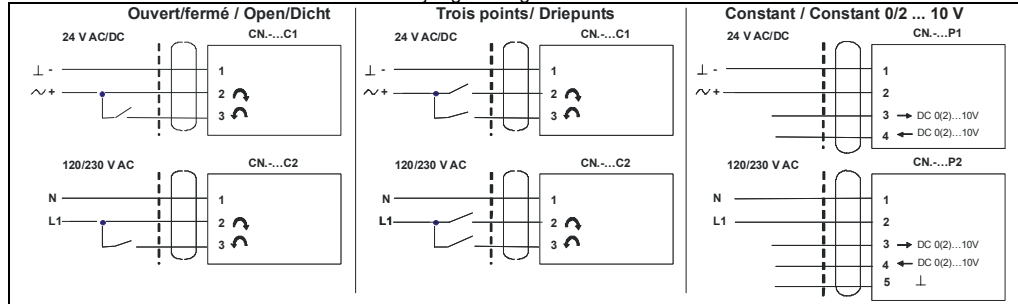 Ouvert/fermé / Open/Dicht
24 V AC/DC
CN.-...C1
⊥ -
~ +
1
2
3
120/230 V AC
CN.-...C2
N
L1
1
2
3
Trois points/ Driepunts
24 V AC/DC
CN.-...C1
⊥ -
~ +
1
2
3
120/230 V AC
CN.-...C2
N
L1
1
2
3
Constant / Constant 0/2 ... 10 V
24 V AC/DC
CN.-...P1
⊥ -
~ +
1
2
3 → DC 0(2)...10V
4 ← DC 0(2)...10V
120/230 V AC
CN.-...P2
N
L1
1
2
3 → DC 0(2)...10V
4 ← DC 0(2)...10V
5 ⊥